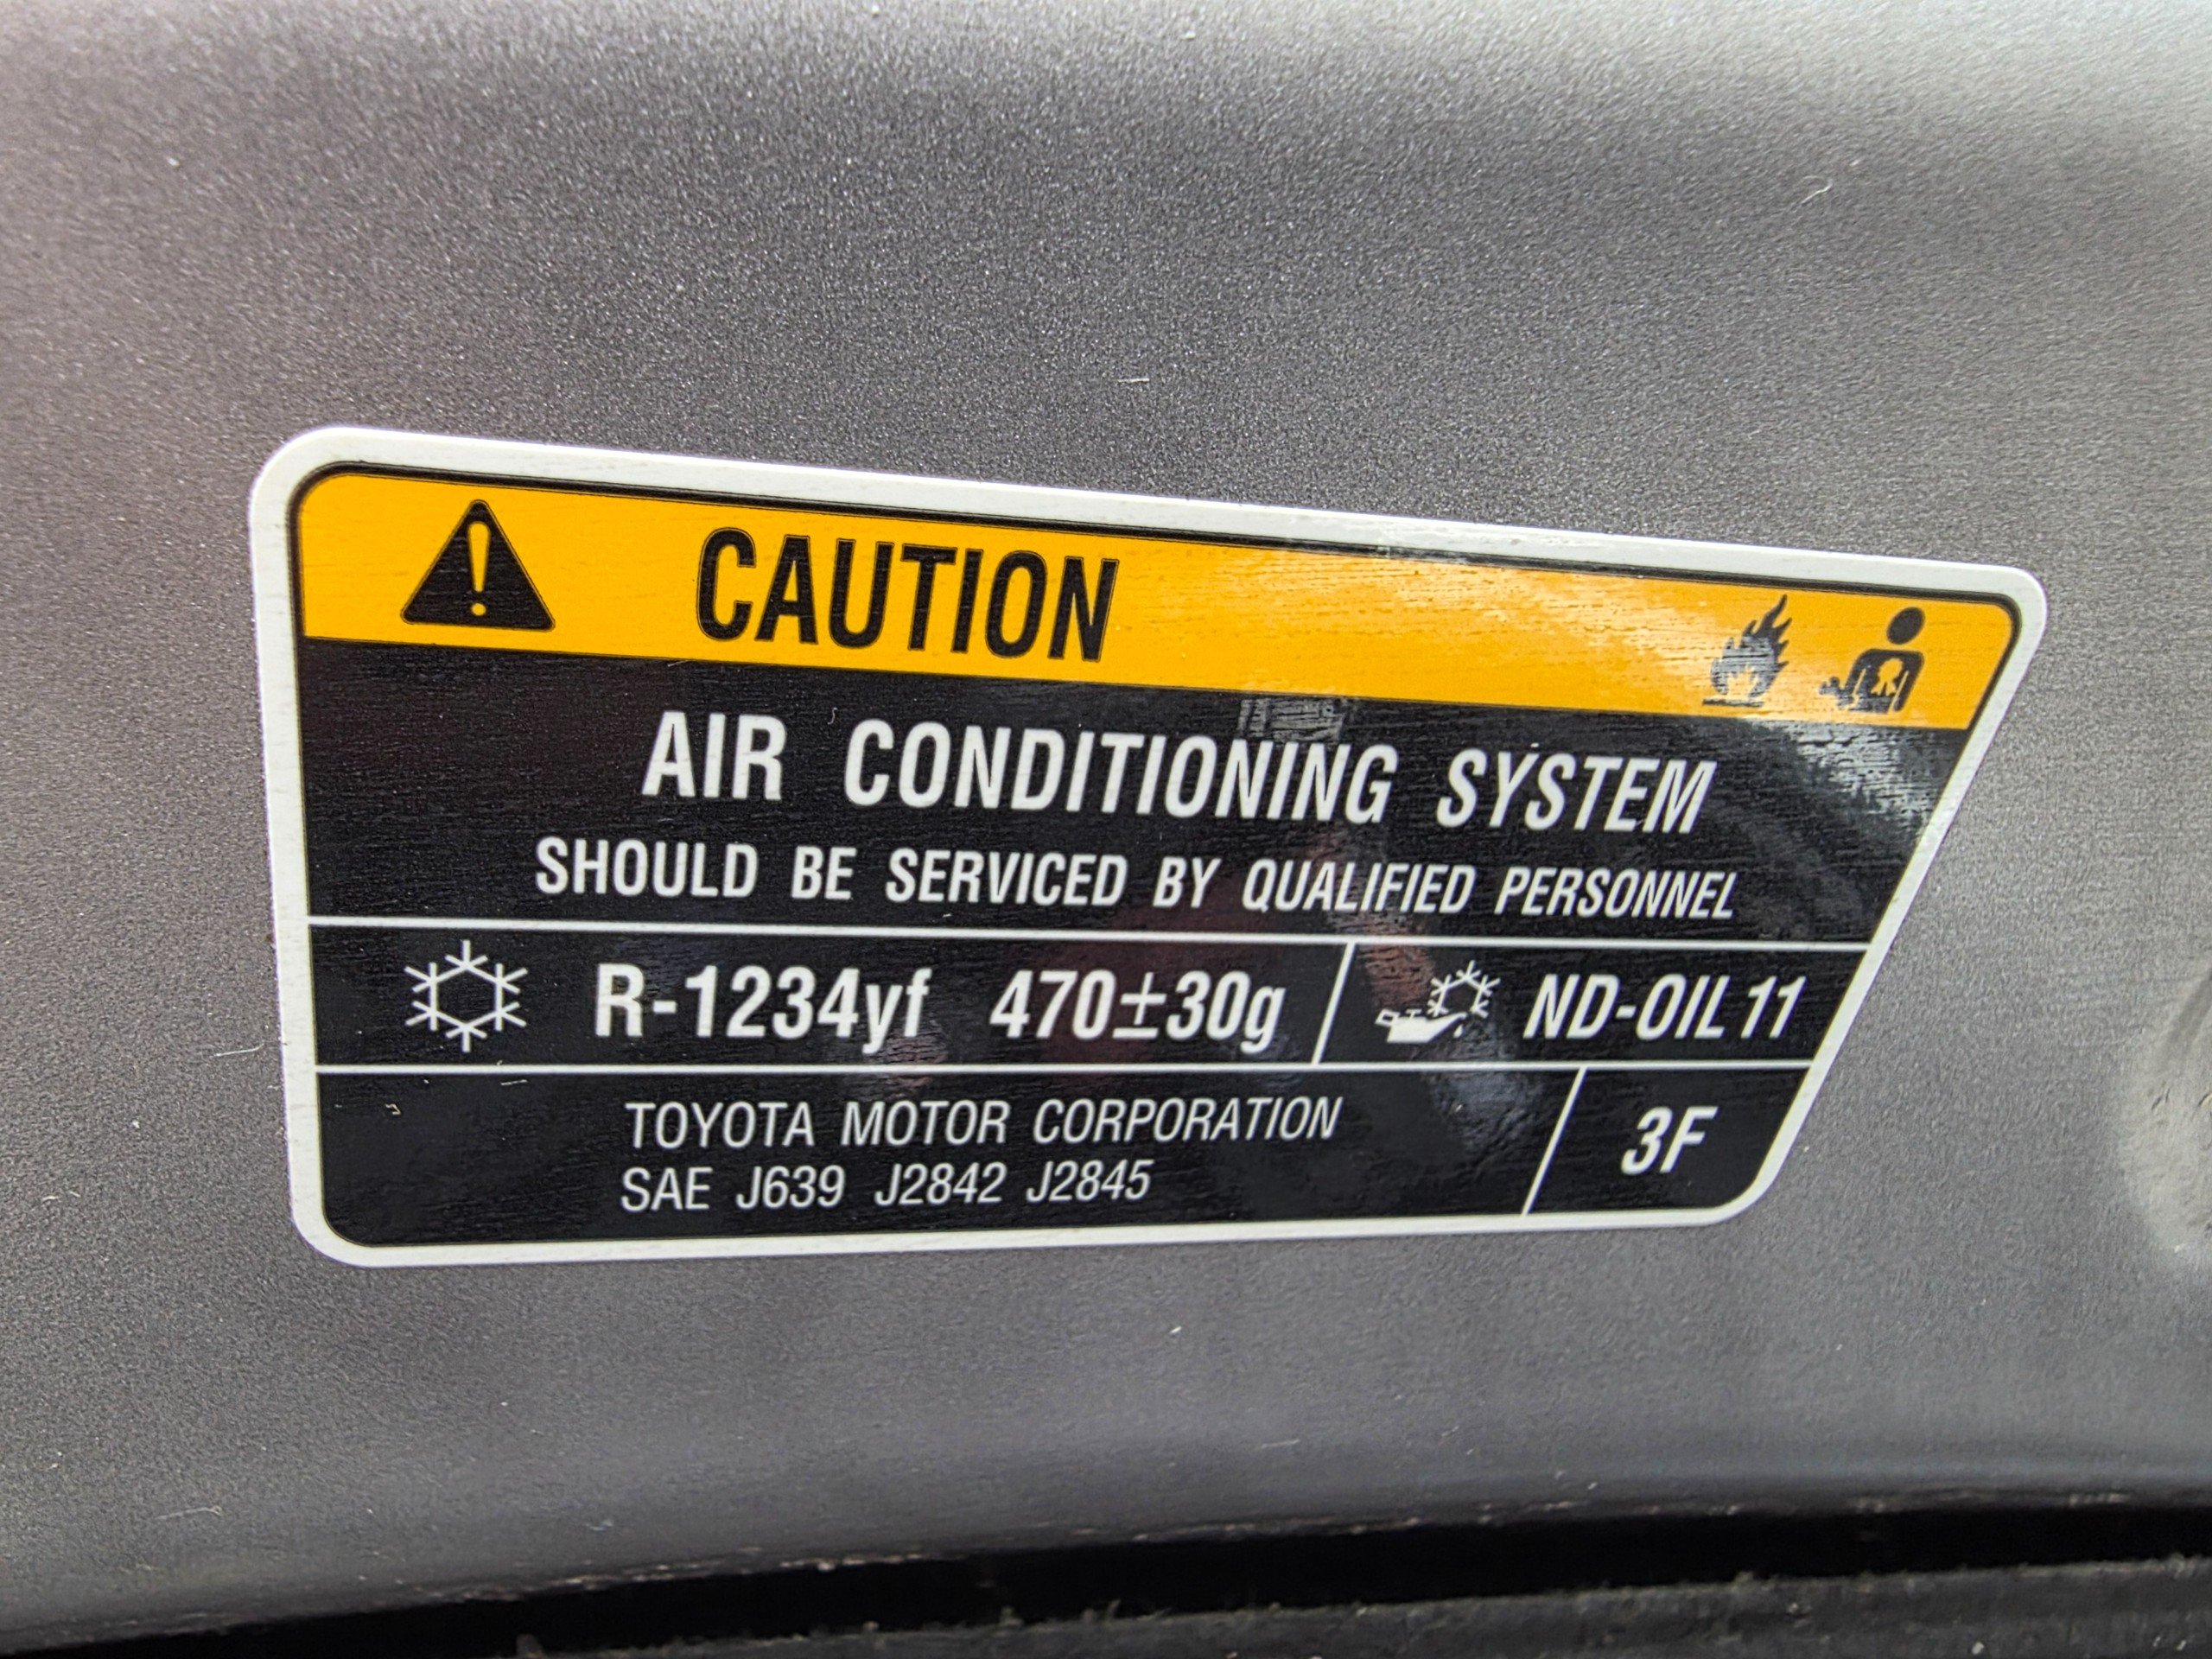 CAUTION
AIR CONDITIONING SYSTEM
SHOULD BE SERVICED BY QUALIFIED PERSONNEL
R-1234yf 470±30g ND-OIL 11
TOYOTA MOTOR CORPORATION
SAE J639 J2842 J2845
3F